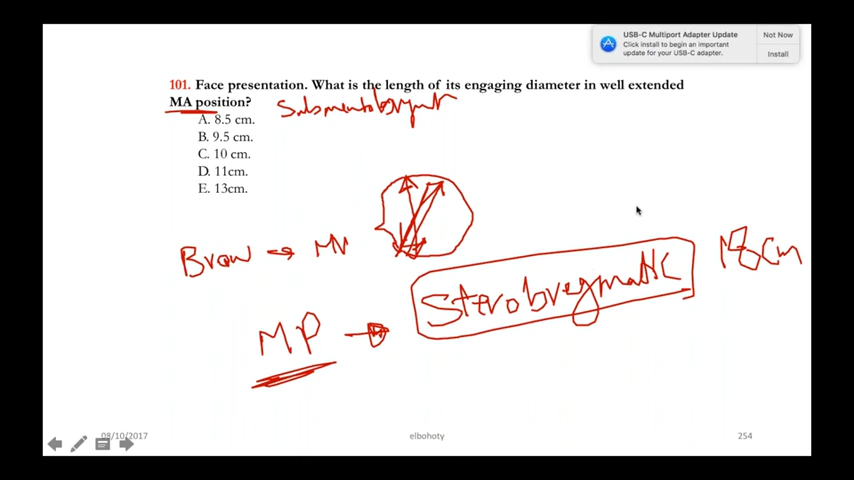 USB-C Multiport Adapter Update
Click install to begin an important
update for your USB-C adapter.
Not Now
Install
101. Face presentation. What is the length of its engaging diameter in well extended
MA position?
A. 8.5 cm.
B. 9.5 cm.
C. 10 cm.
D. 11cm.
E. 13cm.
Brow → MV
MP → Sternobregmatic 18 cm
08/10/2017
elbohoty
254